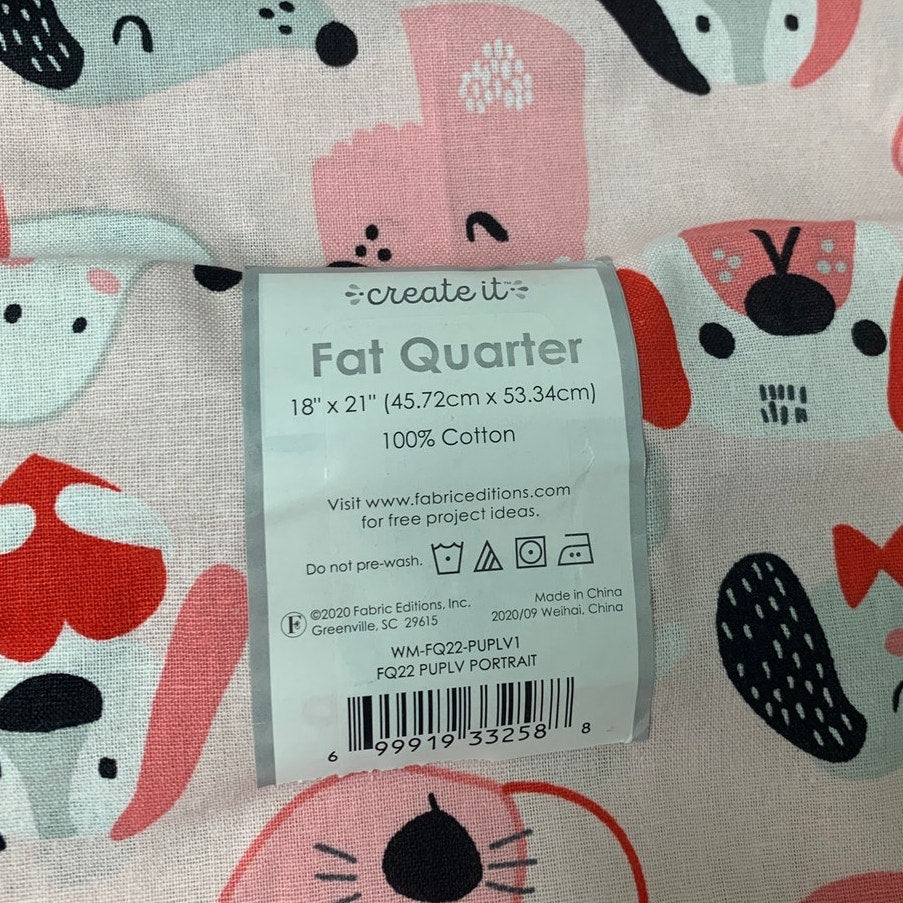 create it™
Fat Quarter
18" x 21" (45.72cm x 53.34cm)
100% Cotton
Visit www.fabriceditions.com
for free project ideas.
Do not pre-wash.
F ©2020 Fabric Editions, Inc.
Greenville, SC 29615
Made in China
2020/09 Weihai, China
WM-FQ22-PUPLV1
FQ22 PUPLV PORTRAIT
6 99919 33258 8